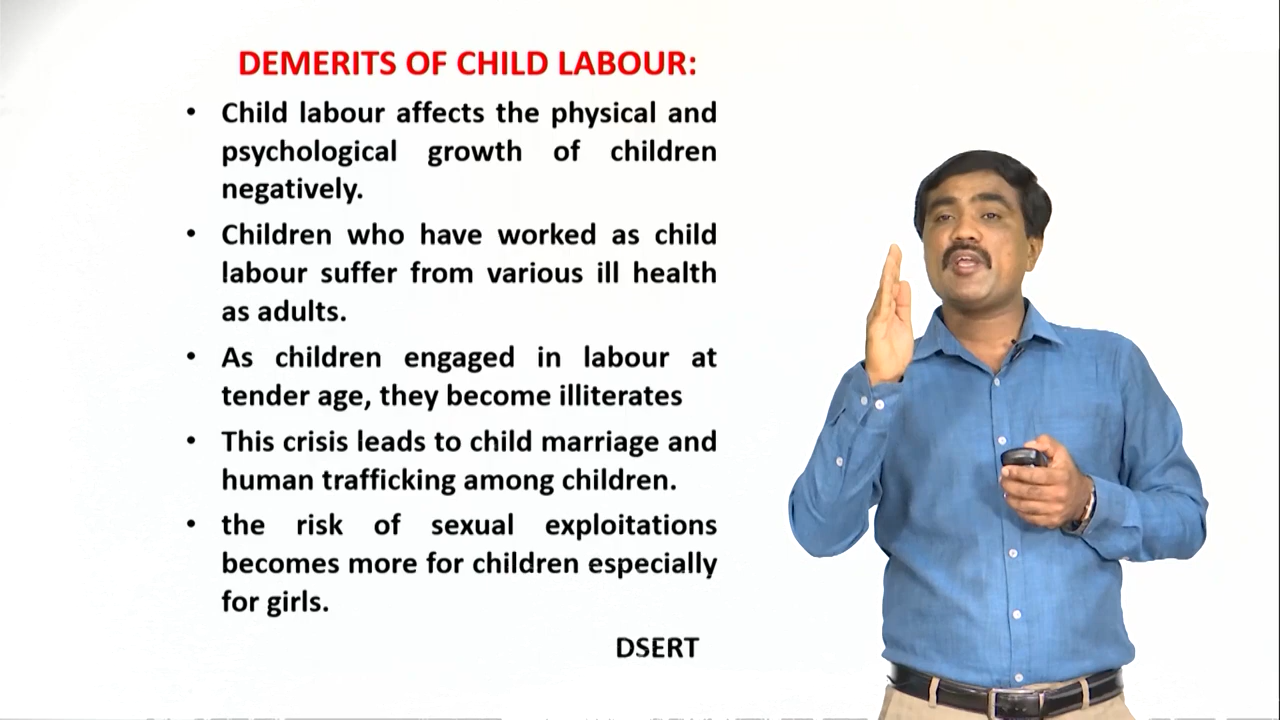 DEMERITS OF CHILD LABOUR:
• Child labour affects the physical and
psychological growth of children
negatively.
• Children who have worked as child
labour suffer from various ill health
as adults.
• As children engaged in labour at
tender age, they become illiterates
• This crisis leads to child marriage and
human trafficking among children.
• the risk of sexual exploitations
becomes more for children especially
for girls.
DSERT